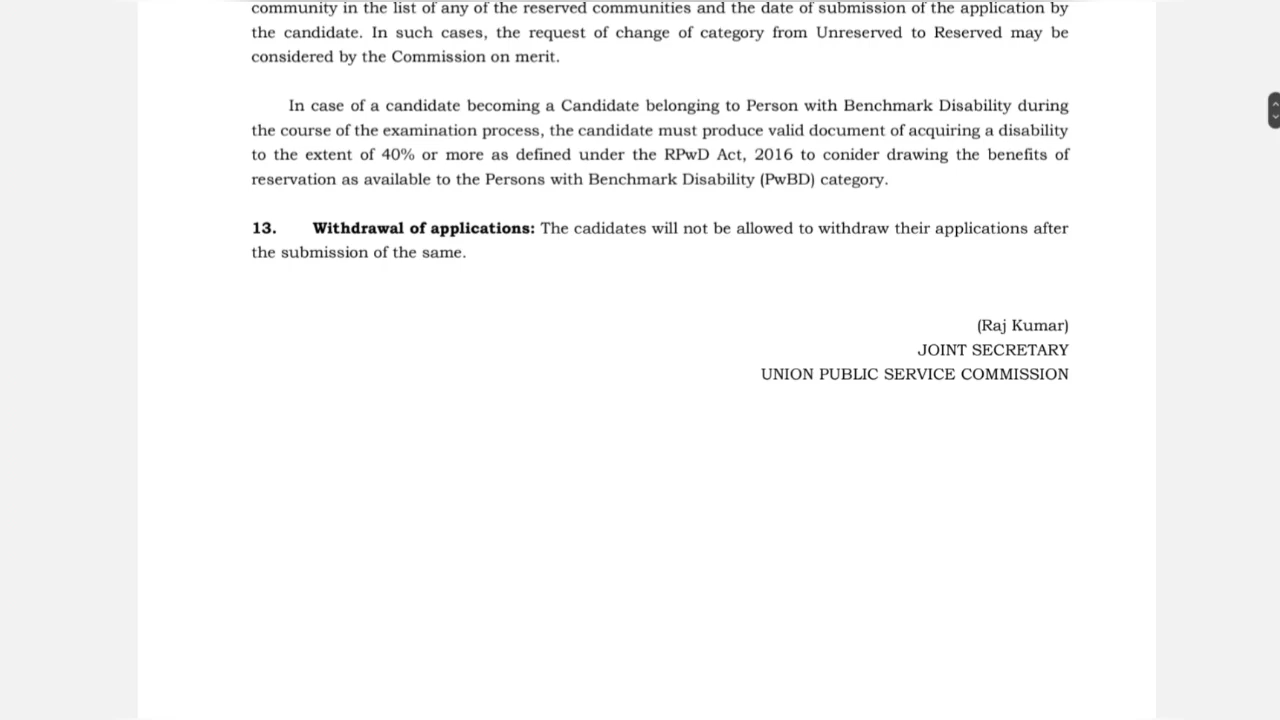 community in the list of any of the reserved communities and the date of submission of the application by
the candidate. In such cases, the request of change of category from Unreserved to Reserved may be
considered by the Commission on merit.
In case of a candidate becoming a Candidate belonging to Person with Benchmark Disability during
the course of the examination process, the candidate must produce valid document of acquiring a disability
to the extent of 40% or more as defined under the RPwD Act, 2016 to conider drawing the benefits of
reservation as available to the Persons with Benchmark Disability (PwBD) category.
13. Withdrawal of applications: The cadidates will not be allowed to withdraw their applications after
the submission of the same.
(Raj Kumar)
JOINT SECRETARY
UNION PUBLIC SERVICE COMMISSION